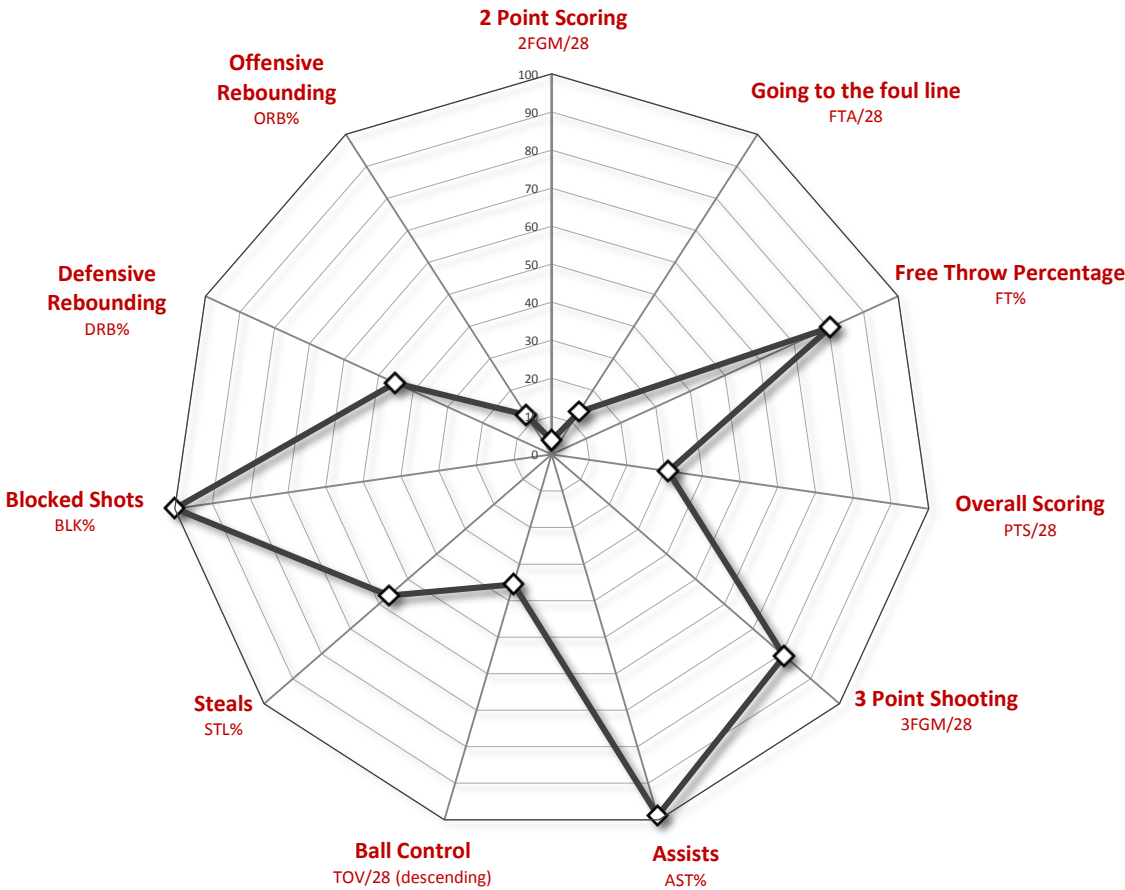 2 Point Scoring
2FGM/28
Offensive
Rebounding
ORB%
Going to the foul line
FTA/28
100
90
80
70
60
50
40
30
20
10
0
Defensive
Rebounding
DRB%
Free Throw Percentage
FT%
Blocked Shots
BLK%
Overall Scoring
PTS/28
Steals
STL%
3 Point Shooting
3FGM/28
Ball Control
TOV/28 (descending)
Assists
AST%